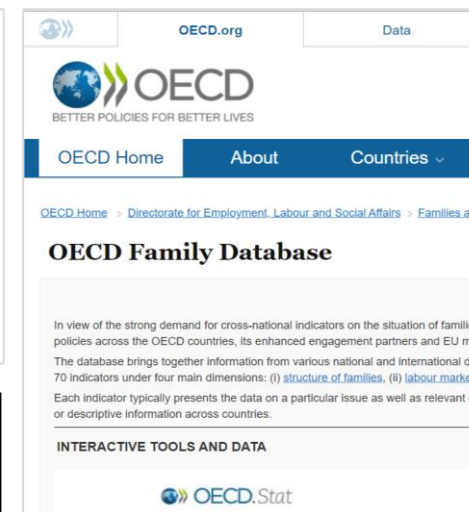 OECD.org Data
OECD
BETTER POLICIES FOR BETTER LIVES
OECD Home About Countries
OECD Home > Directorate for Employment, Labour and Social Affairs > Families a
OECD Family Database
In view of the strong demand for cross-national indicators on the situation of famili
policies across the OECD countries, its enhanced engagement partners and EU m
The database brings together information from various national and international d
70 indicators under four main dimensions: (i) structure of families, (ii) labour marke
Each indicator typically presents the data on a particular issue as well as relevant
or descriptive information across countries.
INTERACTIVE TOOLS AND DATA
OECD.Stat